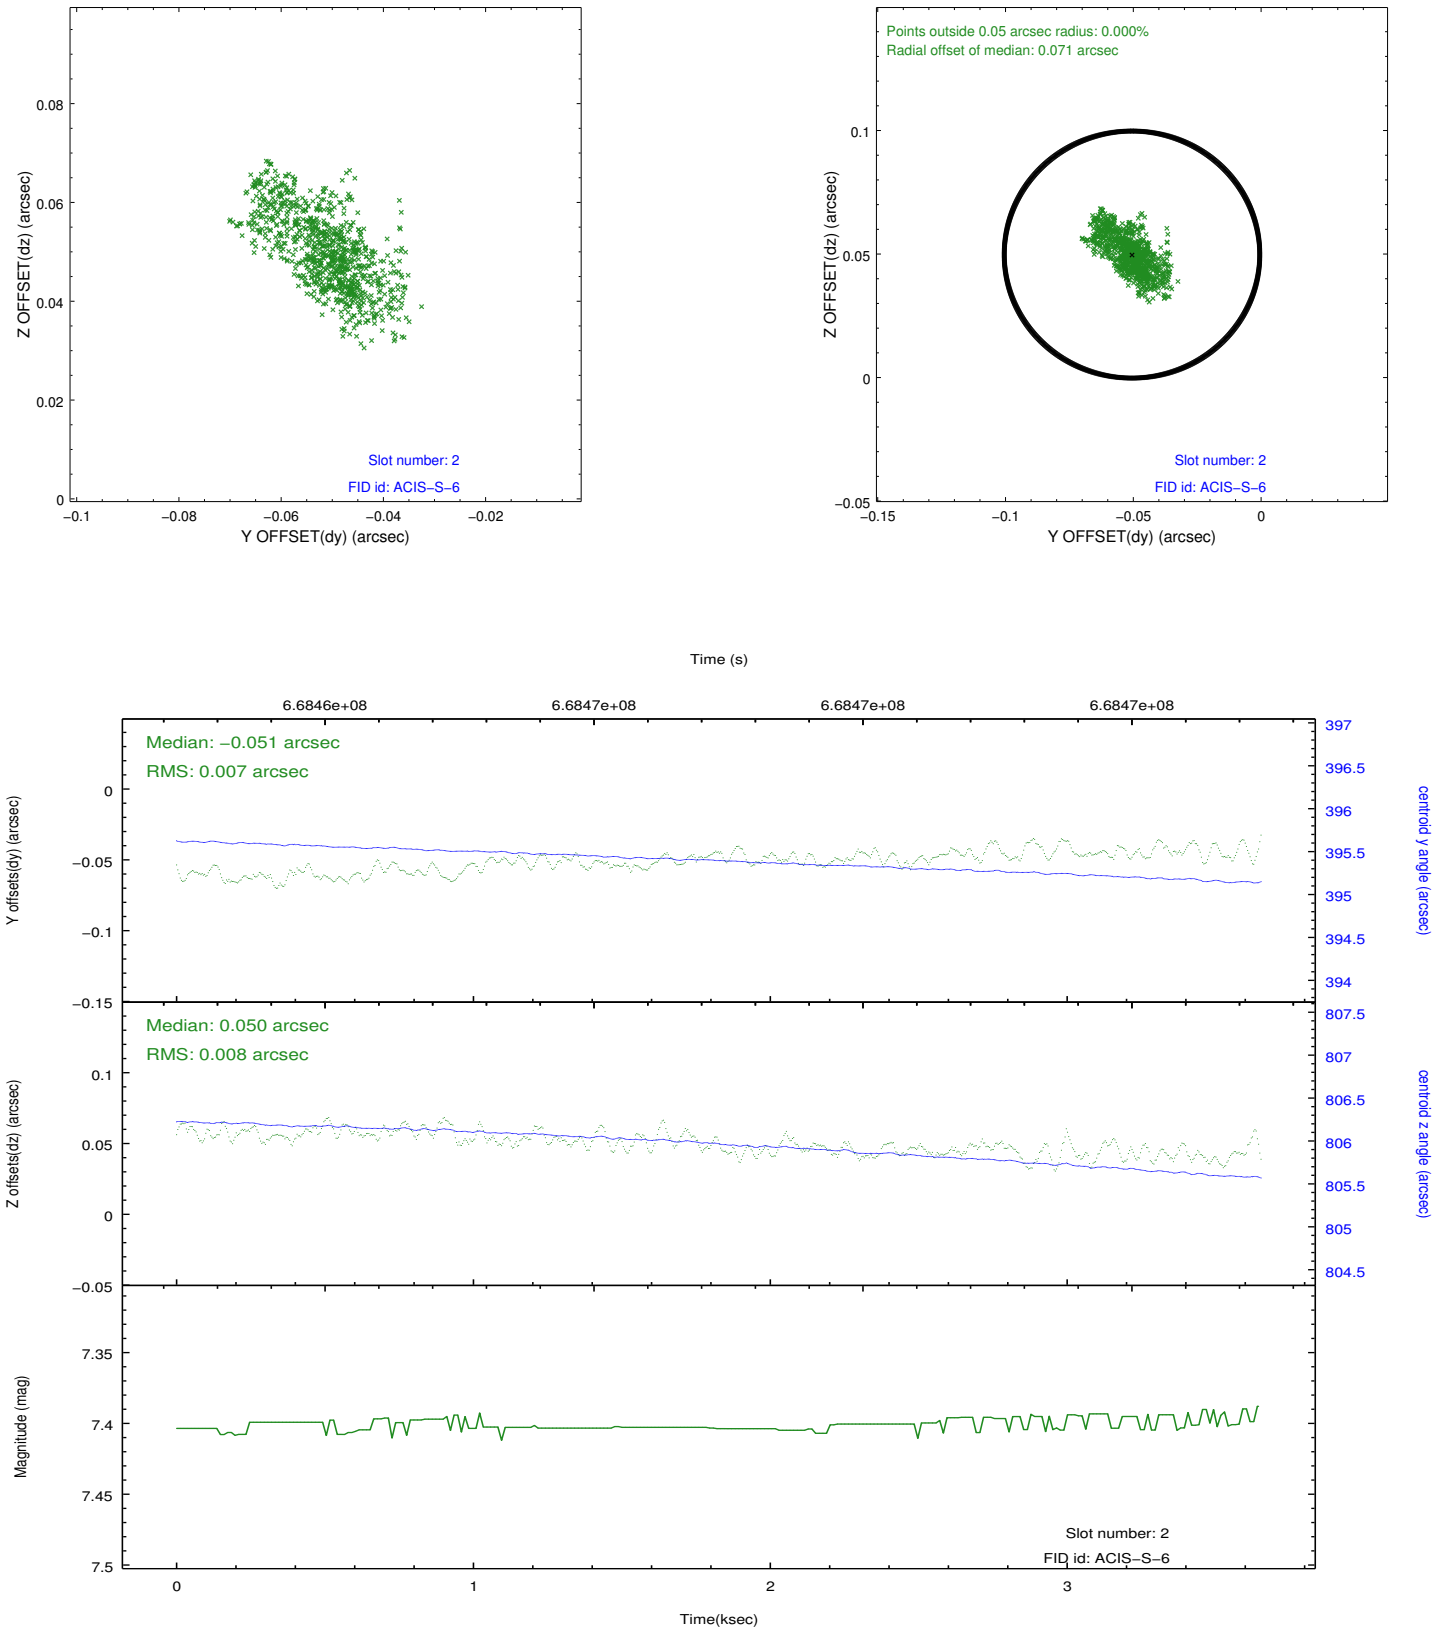 0.08
0.06
0.04
0.02
0
−0.1
−0.08
−0.06
−0.04
−0.02
Y OFFSET(dy) (arcsec)
Z OFFSET(dz) (arcsec)
Slot number: 2
FID id: ACIS−S−6
Points outside 0.05 arcsec radius: 0.000%
Radial offset of median: 0.071 arcsec
0.1
0.05
0
−0.05
−0.15
−0.1
−0.05
0
Y OFFSET(dy) (arcsec)
Z OFFSET(dz) (arcsec)
Slot number: 2
FID id: ACIS−S−6
Time (s)
6.6846e+08
6.6847e+08
6.6847e+08
6.6847e+08
Median: −0.051 arcsec
RMS: 0.007 arcsec
0
−0.05
−0.1
−0.15
Y offsets(dy) (arcsec)
397
396.5
396
395.5
395
394.5
394
centroid y angle (arcsec)
Median: 0.050 arcsec
RMS: 0.008 arcsec
0.1
0.05
0
−0.05
Z offsets(dz) (arcsec)
807.5
807
806.5
806
805.5
805
804.5
centroid z angle (arcsec)
7.35
7.4
7.45
7.5
Magnitude (mag)
Slot number: 2
FID id: ACIS−S−6
0
1
2
3
Time(ksec)